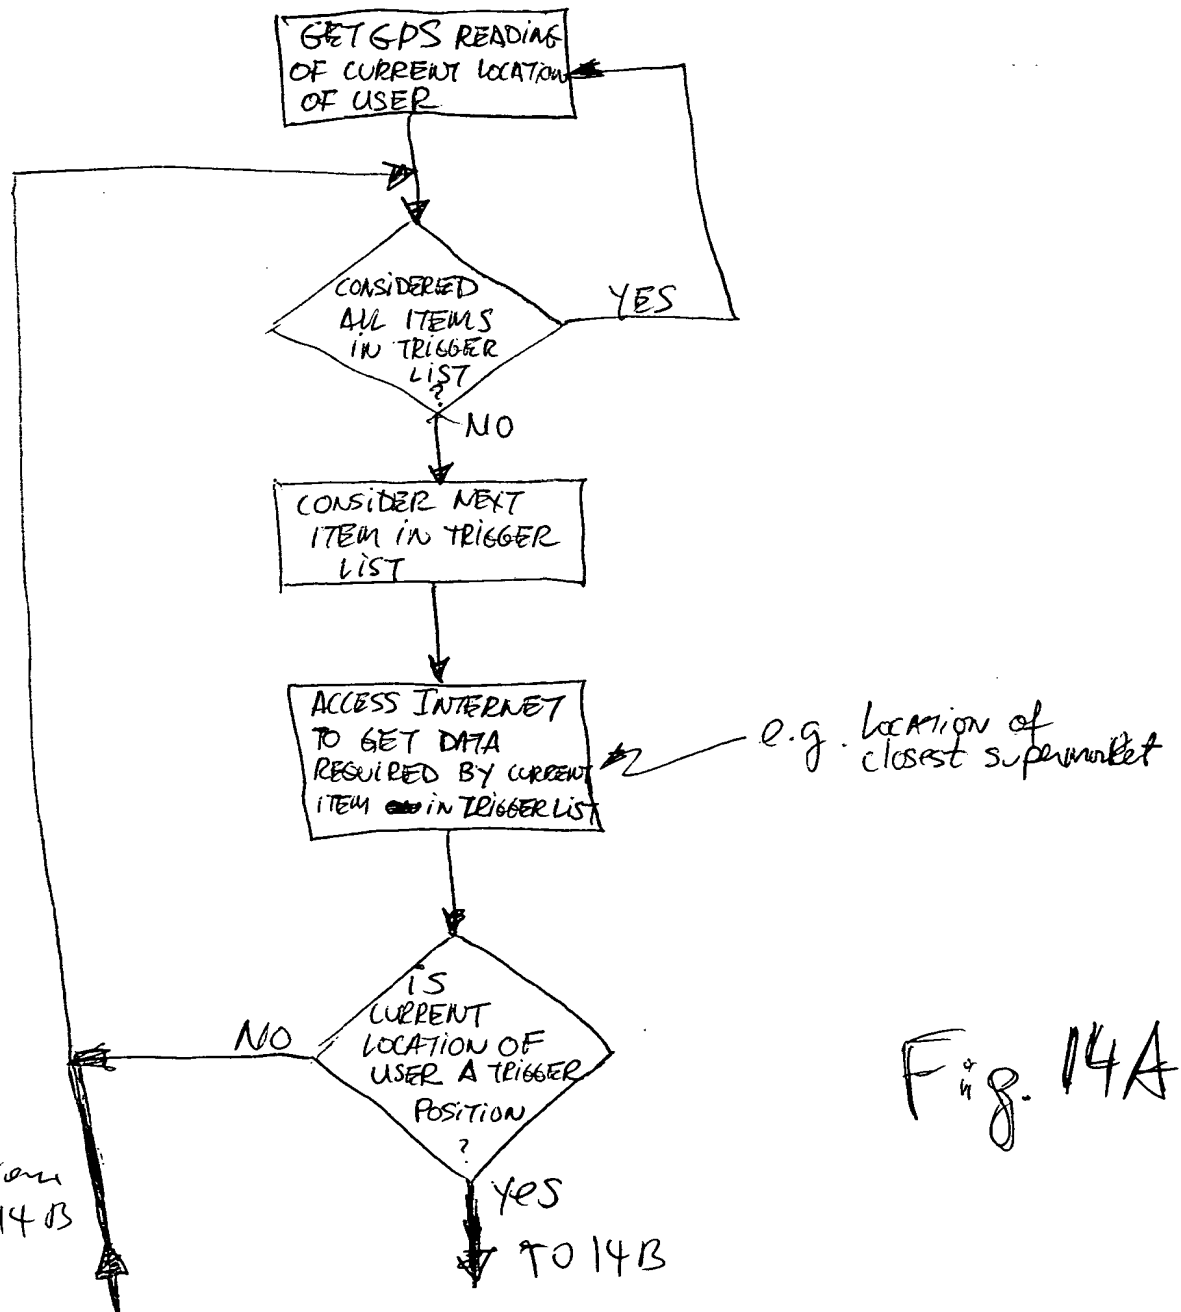 GET GPS READING
OF CURRENT LOCATION
OF USER
CONSIDERED
ALL ITEMS
IN TRIGGER
LIST
?
YES
NO
CONSIDER NEXT
ITEM IN TRIGGER
LIST
ACCESS INTERNET
TO GET DATA
REQUIRED BY CURRENT
ITEM IN TRIGGER LIST
e.g. LOCATION of
closest supermarket
iS
CURRENT
LOCATION OF
USER A TRIGGER
POSITION
?
NO
Fig. 14A
14B
yes
TO 14B